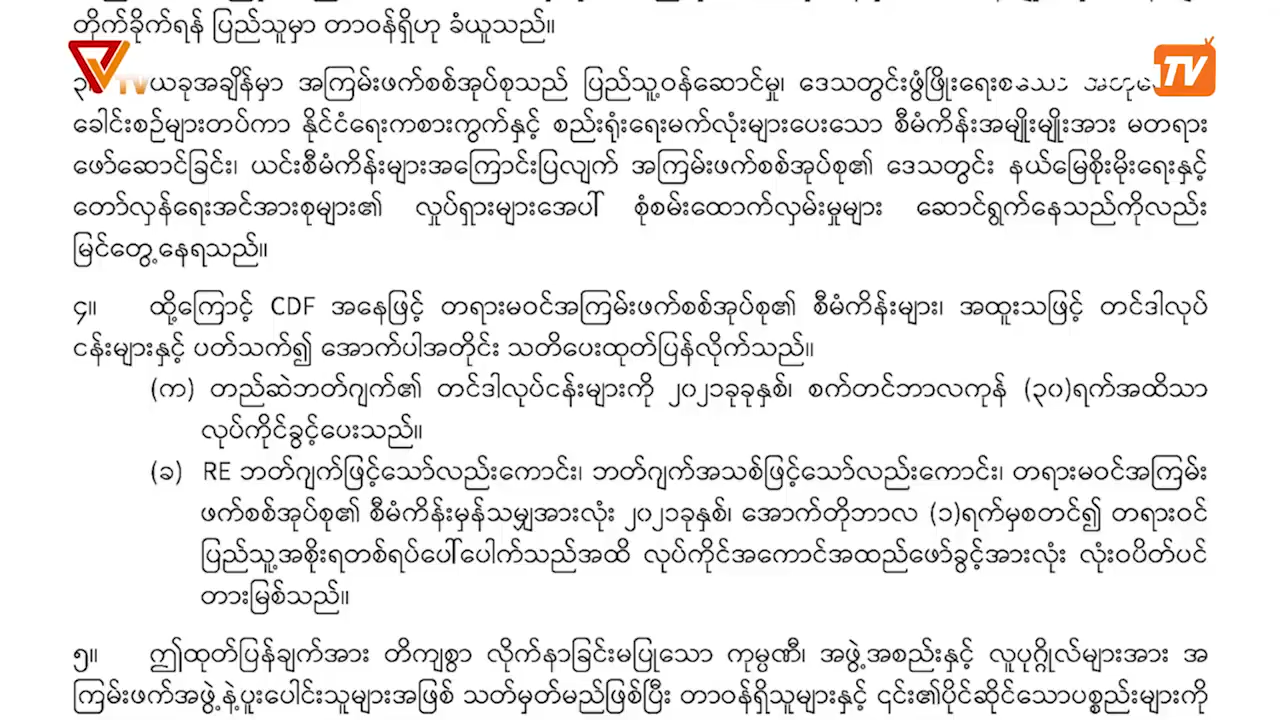 တိုက်ခိုက်ရန် ပြည်သူမှာ တာဝန်ရှိဟု ခံယူသည်။
၃။ ယခုအချိန်မှာ အကြမ်းဖက်စစ်အုပ်စုသည် ပြည်သူ့ဝန်ဆောင်မှု၊ ဒေသတွင်းဖွံ့ဖြိုးရေး
TV
TV
ခေါင်းစဉ်များတပ်ကာ နိုင်ငံရေးကစားကွက်နှင့် စည်းရုံးရေးမက်လုံးများပေးသော စီမံကိန်းအမျိုးမျိုးအား မတရား
ဖော်ဆောင်ခြင်း၊ ယင်းစီမံကိန်းများအကြောင်းပြလျက် အကြမ်းဖက်စစ်အုပ်စု၏ ဒေသတွင်း နယ်မြေစိုးမိုးရေးနှင့်
တော်လှန်ရေးအင်အားစုများ၏ လှုပ်ရှားများအေပါ် စုံစမ်းထောက်လှမ်းမှုများ ဆောင်ရွက်နေသည်ကိုလည်း
မြင်တွေ့နေရသည်။
၄။ ထို့ကြောင့် CDF အနေဖြင့် တရားမဝင်အကြမ်းဖက်စစ်အုပ်စု၏ စီမံကိန်းများ၊ အထူးသဖြင့် တင်ဒါလုပ်
ငန်းများနှင့် ပတ်သက်၍ အောက်ပါအတိုင်း သတိပေးထုတ်ပြန်လိုက်သည်။
(က) တည်ဆဲဘတ်ဂျက်၏ တင်ဒါလုပ်ငန်းများကို ၂၀၂၁ခုခုနှစ်၊ စက်တင်ဘာလကုန် (၃၀)ရက်အထိသာ
လုပ်ကိုင်ခွင့်ပေးသည်။
(ခ) RE ဘတ်ဂျက်ဖြင့်သော်လည်းကောင်း၊ ဘတ်ဂျက်အသစ်ဖြင့်သော်လည်းကောင်း၊ တရားမဝင်အကြမ်း
ဖက်စစ်အုပ်စု၏ စီမံကိန်းမှန်သမျှအားလုံး ၂၀၂၁ခုနှစ်၊ အောက်တိုဘာလ (၁)ရက်မှစတင်၍ တရားဝင်
ပြည်သူ့အစိုးရတစ်ရပ်ပေါ်ပေါက်သည်အထိ လုပ်ကိုင်အကောင်အထည်ဖော်ခွင့်အားလုံး လုံးဝပိတ်ပင်
တားမြစ်သည်။
၅။ ဤထုတ်ပြန်ချက်အား တိကျစွာ လိုက်နာခြင်းမပြုသော ကုမ္ပဏီ၊ အဖွဲ့အစည်းနှင့် လူပုဂ္ဂိုလ်များအား အ
ကြမ်းဖက်အဖွဲ့နဲ့ပူးပေါင်းသူများအဖြစ် သတ်မှတ်မည်ဖြစ်ပြီး တာဝန်ရှိသူများနှင့် ၎င်း၏ပိုင်ဆိုင်သောပစ္စည်းများကို